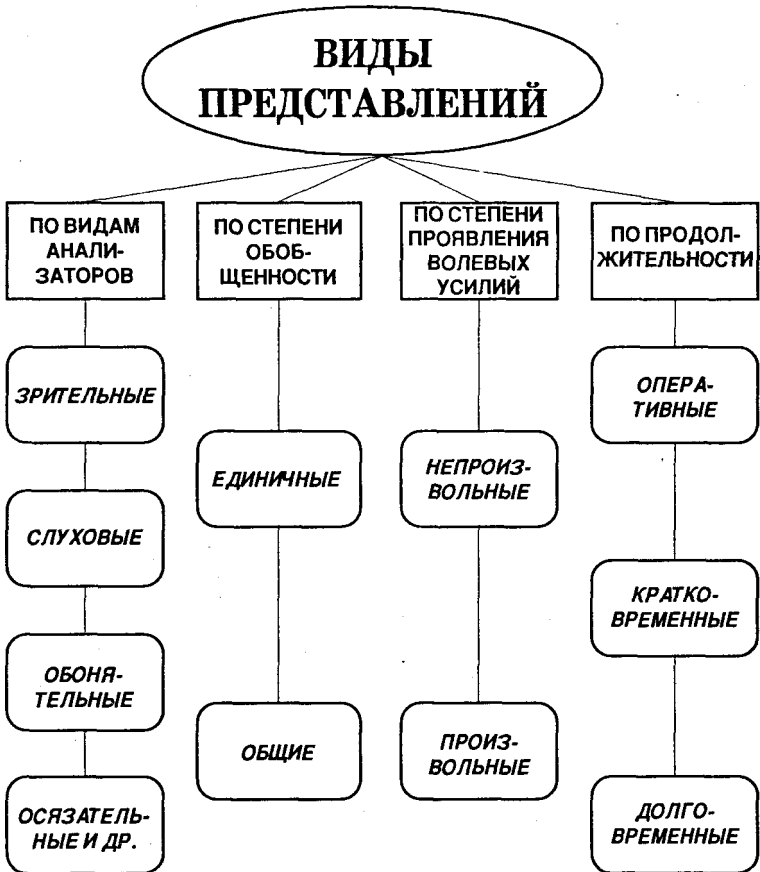 ВИДЫ
ПРЕДСТАВЛЕНИЙ
ПО ВИДАМ
АНАЛИ-
ЗАТОРОВ
ПО СТЕПЕНИ
ОБОБ-
ЩЕННОСТИ
ПО СТЕПЕНИ
ПРОЯВЛЕНИЯ
ВОЛЕВЫХ
УСИЛИЙ
ПО ПРОДОЛ-
ЖИТЕЛЬНОСТИ
ЗРИТЕЛЬНЫЕ
СЛУХОВЫЕ
ОБОНЯ-
ТЕЛЬНЫЕ
ОСЯЗАТЕЛЬ-
НЫЕ И ДР.
ЕДИНИЧНЫЕ
ОБЩИЕ
НЕПРОИЗ-
ВОЛЬНЫЕ
ПРОИЗ-
ВОЛЬНЫЕ
ОПЕРА-
ТИВНЫЕ
КРАТКО-
ВРЕМЕННЫЕ
ДОЛГО-
ВРЕМЕННЫЕ